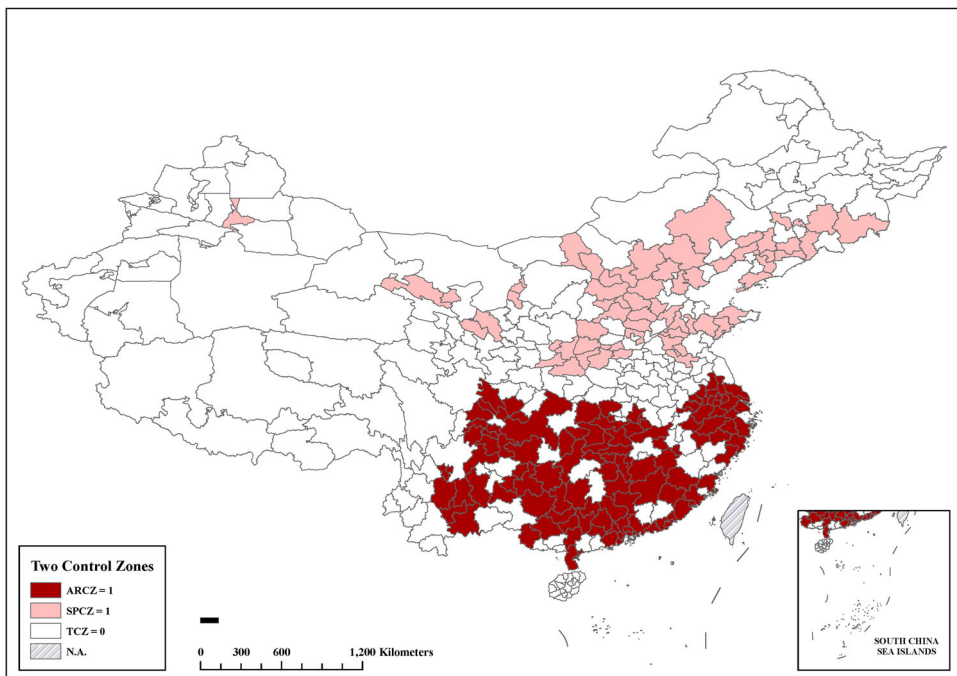 Two Control Zones
ARCZ = 1
SPCZ = 1
TCZ = 0
N.A.
0 300 600 1,200 Kilometers
SOUTH CHINA
SEA ISLANDS